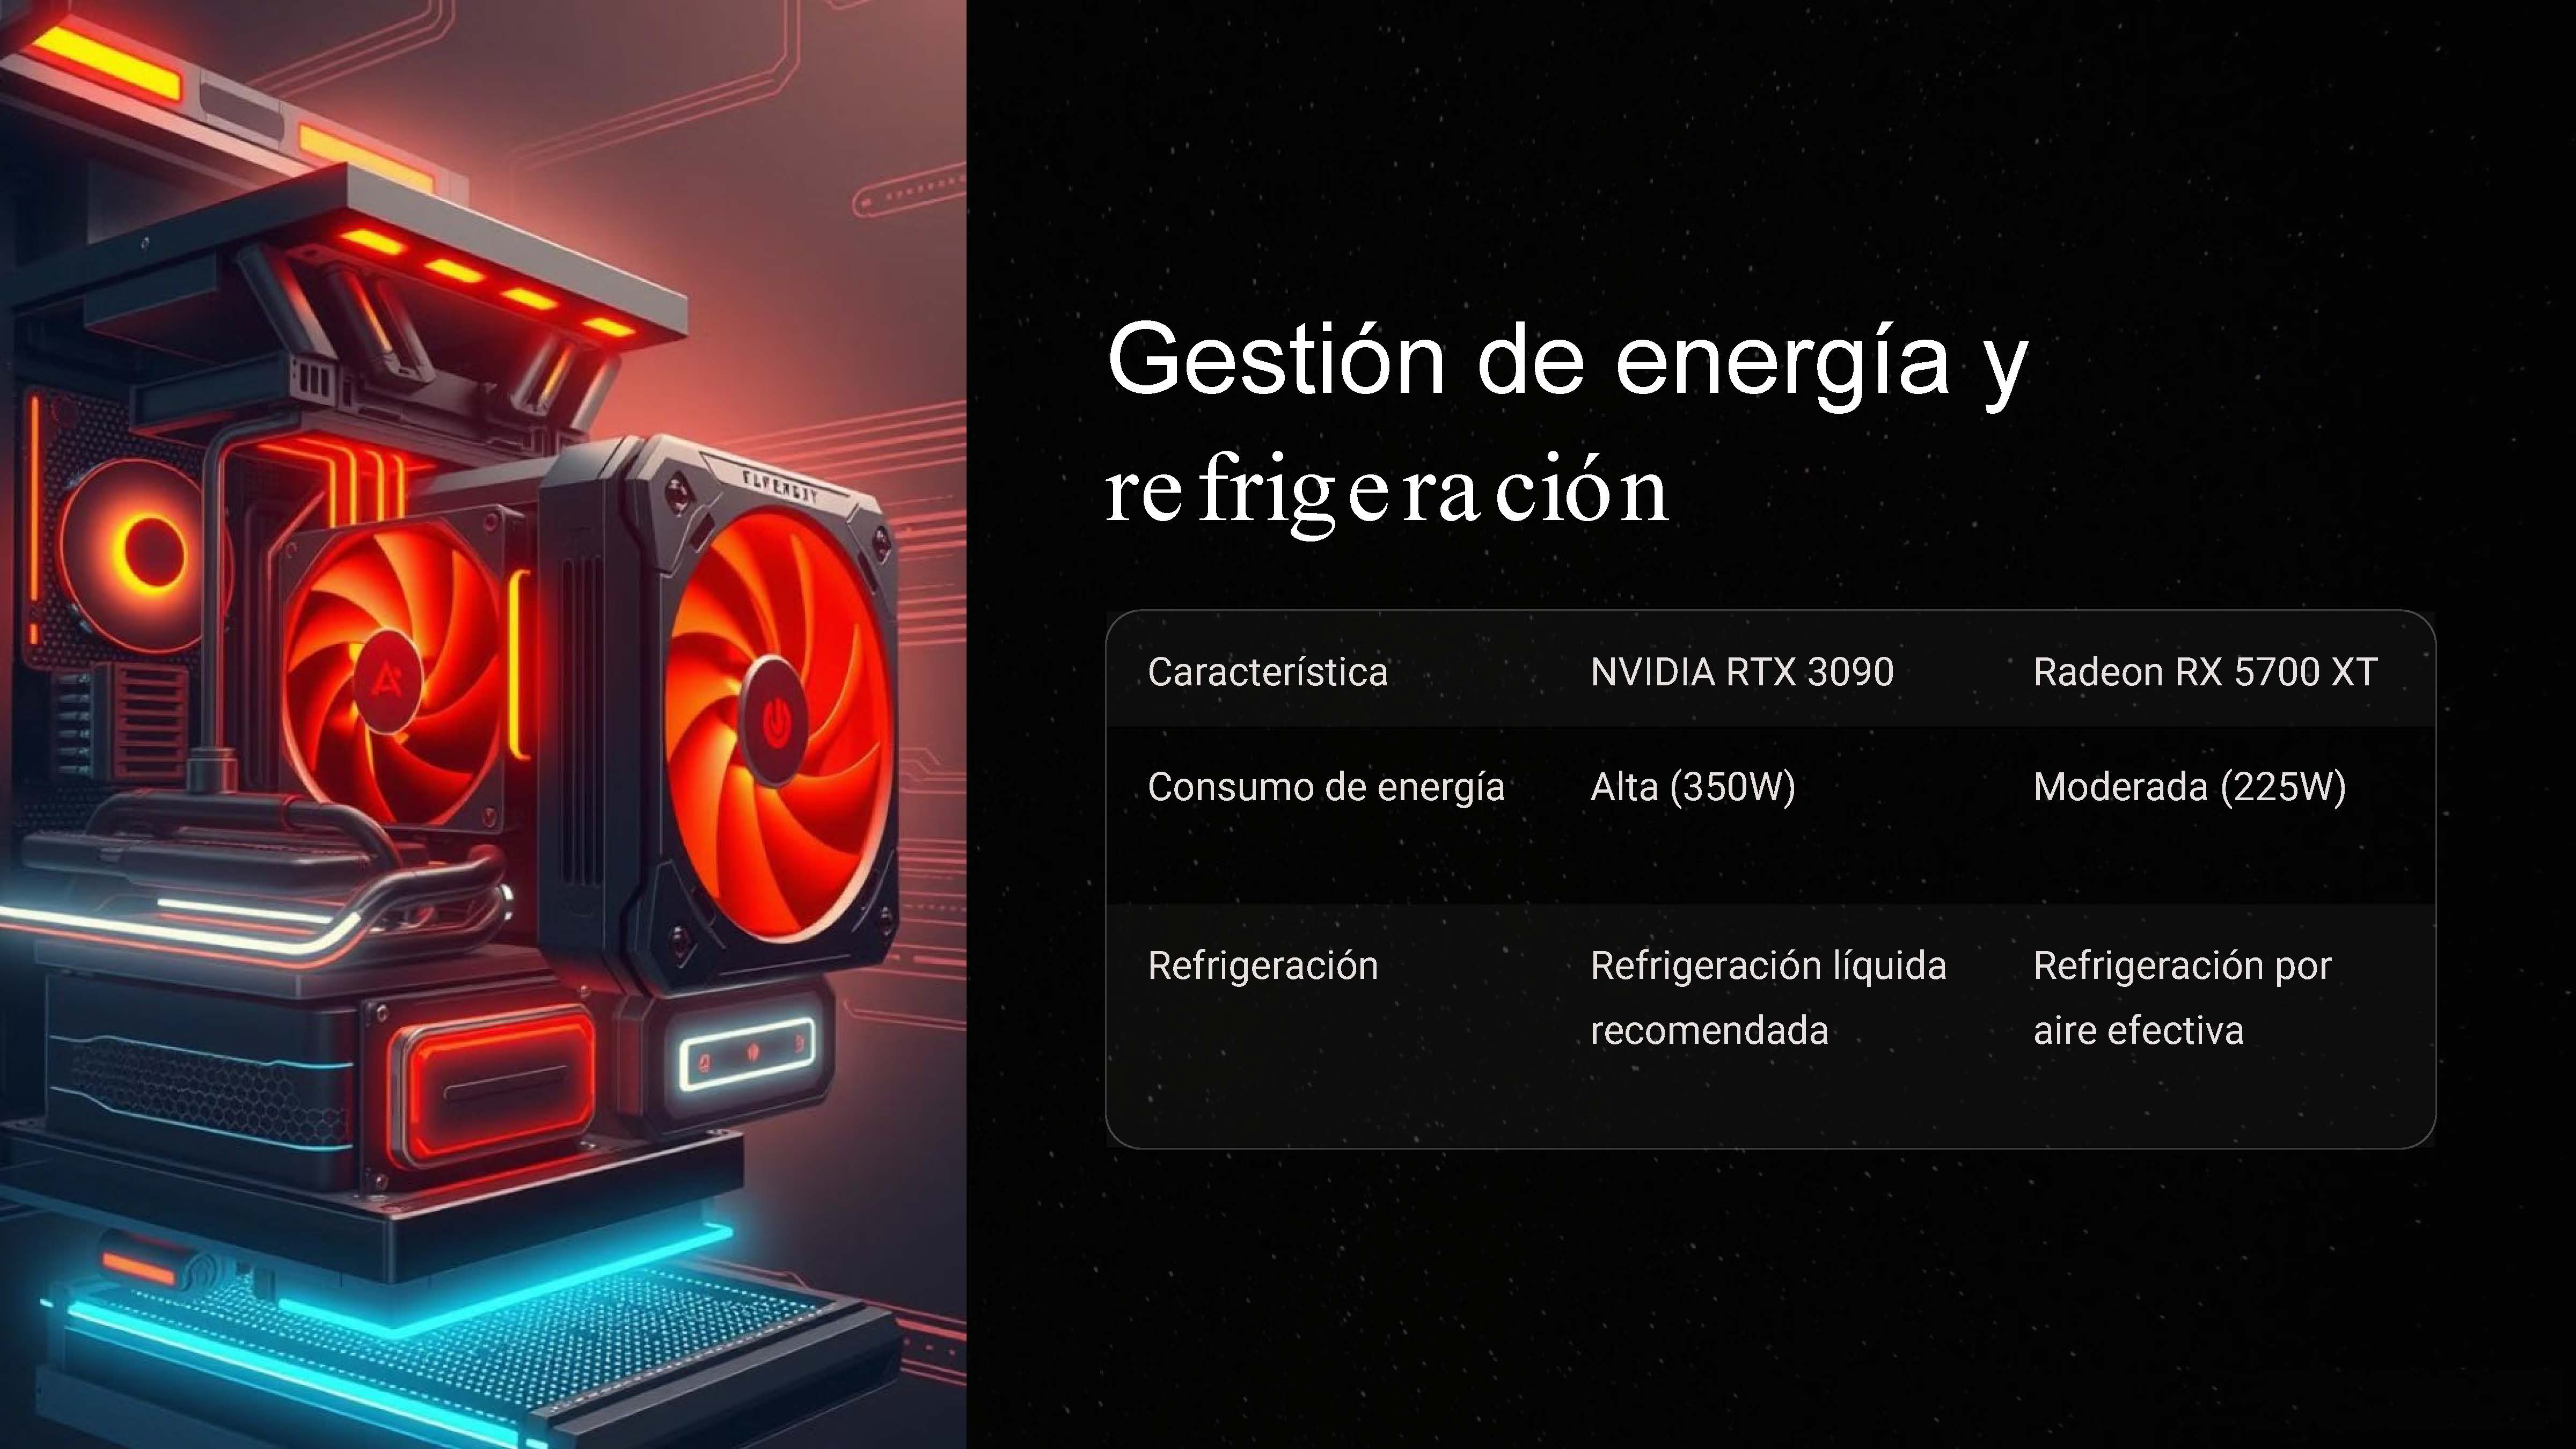 Gestión de energía y
refrigeración
Característica NVIDIA RTX 3090 Radeon RX 5700 XT
Consumo de energía Alta (350W) Moderada (225W)
Refrigeración Refrigeración líquida Refrigeración por
recomendada aire efectiva